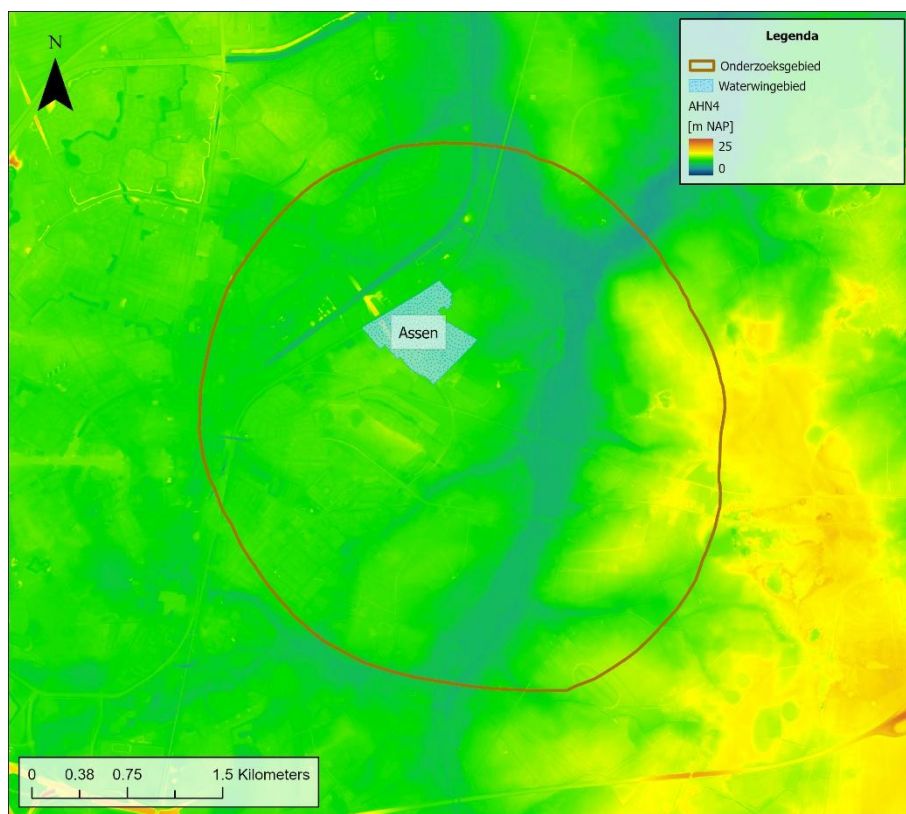 N
Legenda
Onderzoeksgebied
Waterwingebied
AHN4
[m NAP]
25
0
Assen
0 0.38 0.75 1.5 Kilometers